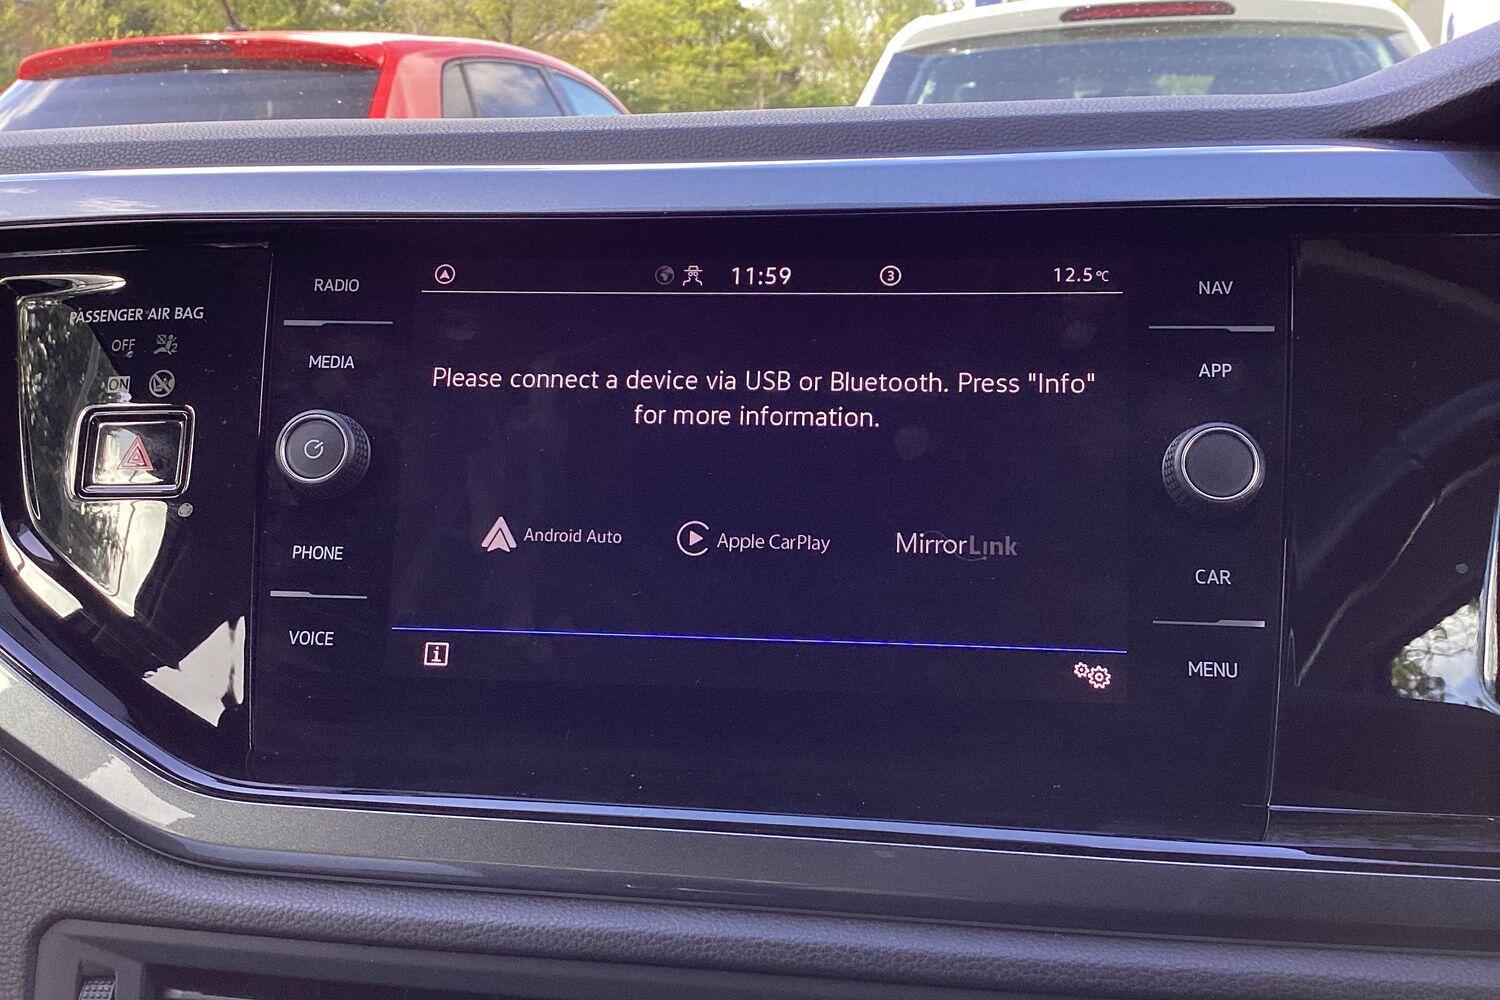 RADIO
MEDIA
PHONE
VOICE
PASSENGER AIR BAG
OFF
ON
2
11:59
3
12.5°C
Please connect a device via USB or Bluetooth. Press "Info"
for more information.
Android Auto
Apple CarPlay
MirrorLink
i
NAV
APP
CAR
MENU